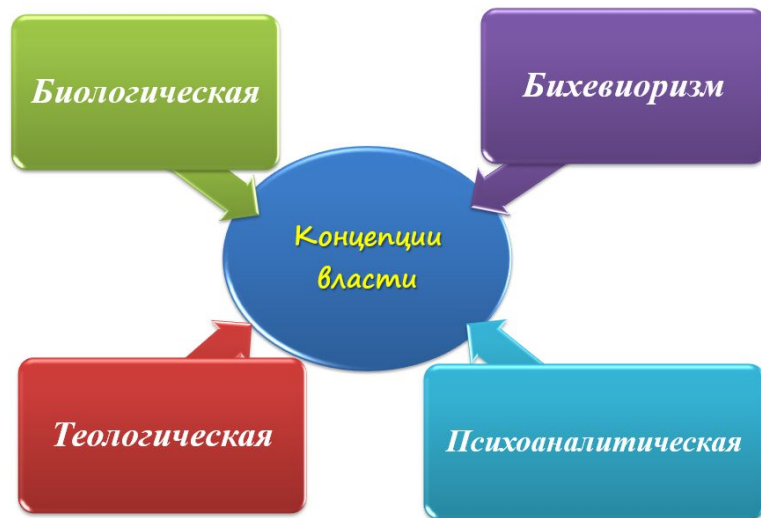 Биологическая
Бихевиоризм
Концепции
власти
Теологическая
Психоаналитическая